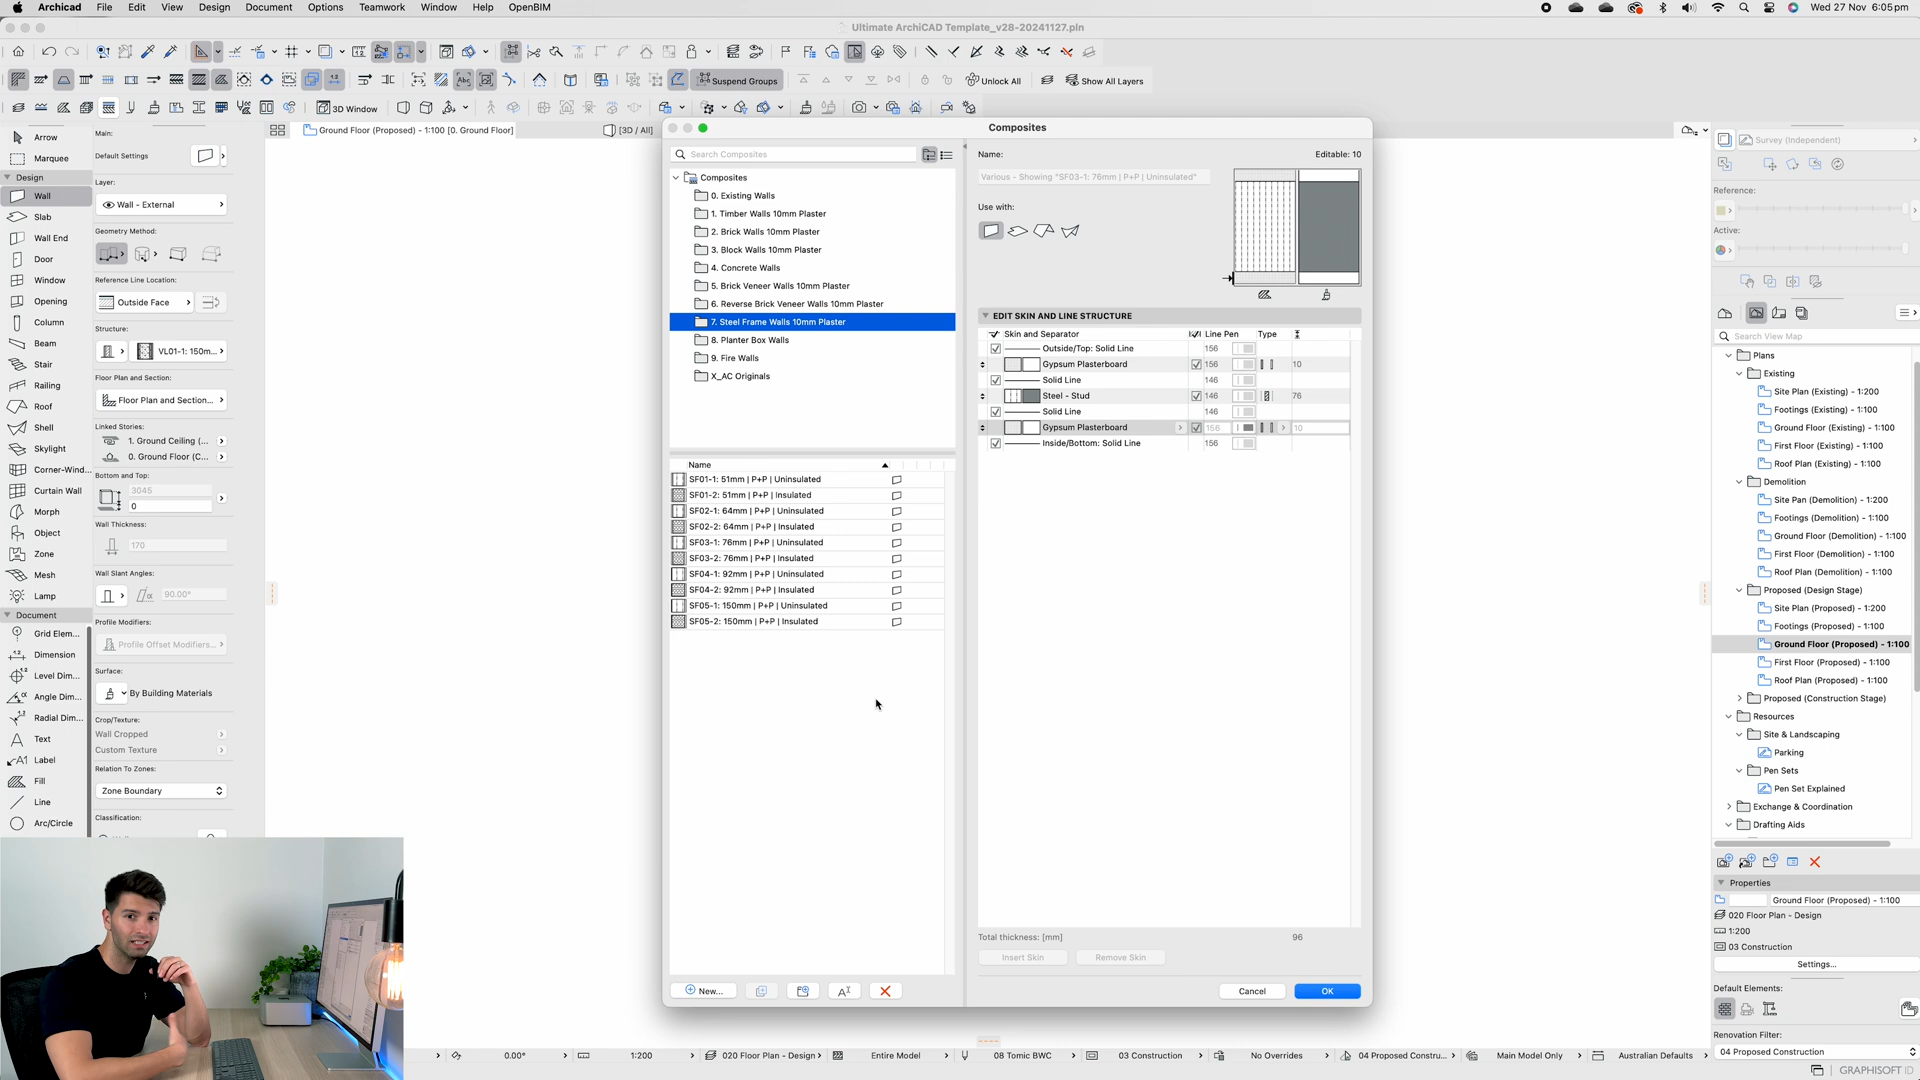 Archicad File Edit View Design Document Options Teamwork Window Help OpenBIM
Wed 27 Nov 6:05pm
Ultimate ArchiCAD Template_v28-20241127.pln
Suspend Groups
Unlock All
Show All Layers
3D Window
Ground Floor (Proposed) - 1:100 [0. Ground Floor]
[3D / All]
Arrow
Marquee
Design
Wall
Slab
Wall End
Door
Window
Opening
Column
Beam
Stair
Railing
Roof
Shell
Skylight
Corner-Wind...
Curtain Wall
Morph
Object
Zone
Mesh
Lamp
Document
Grid Elem...
Dimension
Level Dim...
Angle Dim...
Radial Dim...
Text
Label
Fill
Line
Arc/Circle
Main:
Default Settings
Layer:
Wall - External
Geometry Method:
Reference Line Location:
Outside Face
Structure:
VL01-1: 150m...
Floor Plan and Section:
Floor Plan and Section...
Linked Stories:
1. Ground Ceiling (...
0. Ground Floor (C...
Bottom and Top:
3045
0
Wall Thickness:
170
Wall Slant Angles:
90.00°
Profile Modifiers:
Profile Offset Modifiers...
Surface:
By Building Materials
Crop/Texture:
Wall Cropped
Custom Texture
Relation To Zones:
Zone Boundary
Classification:
Composites
Search Composites
Composites
0. Existing Walls
1. Timber Walls 10mm Plaster
2. Brick Walls 10mm Plaster
3. Block Walls 10mm Plaster
4. Concrete Walls
5. Brick Veneer Walls 10mm Plaster
6. Reverse Brick Veneer Walls 10mm Plaster
7. Steel Frame Walls 10mm Plaster
8. Planter Box Walls
9. Fire Walls
X_AC Originals
Name
SF01-1: 51mm | P+P | Uninsulated
SF01-2: 51mm | P+P | Insulated
SF02-1: 64mm | P+P | Uninsulated
SF02-2: 64mm | P+P | Insulated
SF03-1: 76mm | P+P | Uninsulated
SF03-2: 76mm | P+P | Insulated
SF04-1: 92mm | P+P | Uninsulated
SF04-2: 92mm | P+P | Insulated
SF05-1: 150mm | P+P | Uninsulated
SF05-2: 150mm | P+P | Insulated
New...
Name:
Editable: 10
Various - Showing "SF03-1: 76mm | P+P | Uninsulated"
Use with:
EDIT SKIN AND LINE STRUCTURE
Skin and Separator Line Pen Type
Outside/Top: Solid Line 156
Gypsum Plasterboard 156 10
Solid Line 146
Steel - Stud 146 76
Solid Line 146
Gypsum Plasterboard 156 10
Inside/Bottom: Solid Line 156
Total thickness: [mm] 96
Insert Skin Remove Skin
Cancel OK
Survey (Independent)
Reference:
Active:
Search View Map
Plans
Existing
Site Plan (Existing) - 1:200
Footings (Existing) - 1:100
Ground Floor (Existing) - 1:100
First Floor (Existing) - 1:100
Roof Plan (Existing) - 1:100
Demolition
Site Pan (Demolition) - 1:200
Footings (Demolition) - 1:100
Ground Floor (Demolition) - 1:100
First Floor (Demolition) - 1:100
Roof Plan (Demolition) - 1:100
Proposed (Design Stage)
Site Plan (Proposed) - 1:200
Footings (Proposed) - 1:100
Ground Floor (Proposed) - 1:100
First Floor (Proposed) - 1:100
Roof Plan (Proposed) - 1:100
Proposed (Construction Stage)
Resources
Site & Landscaping
Parking
Pen Sets
Pen Set Explained
Exchange & Coordination
Drafting Aids
Properties
Ground Floor (Proposed) - 1:100
020 Floor Plan - Design
1:200
03 Construction
Settings...
Default Elements:
Renovation Filter:
04 Proposed Construction
0.00° 1:200 020 Floor Plan - Design Entire Model 08 Tomic BWC 03 Construction No Overrides 04 Proposed Constru... Main Model Only Australian Defaults
GRAPHISOFT ID